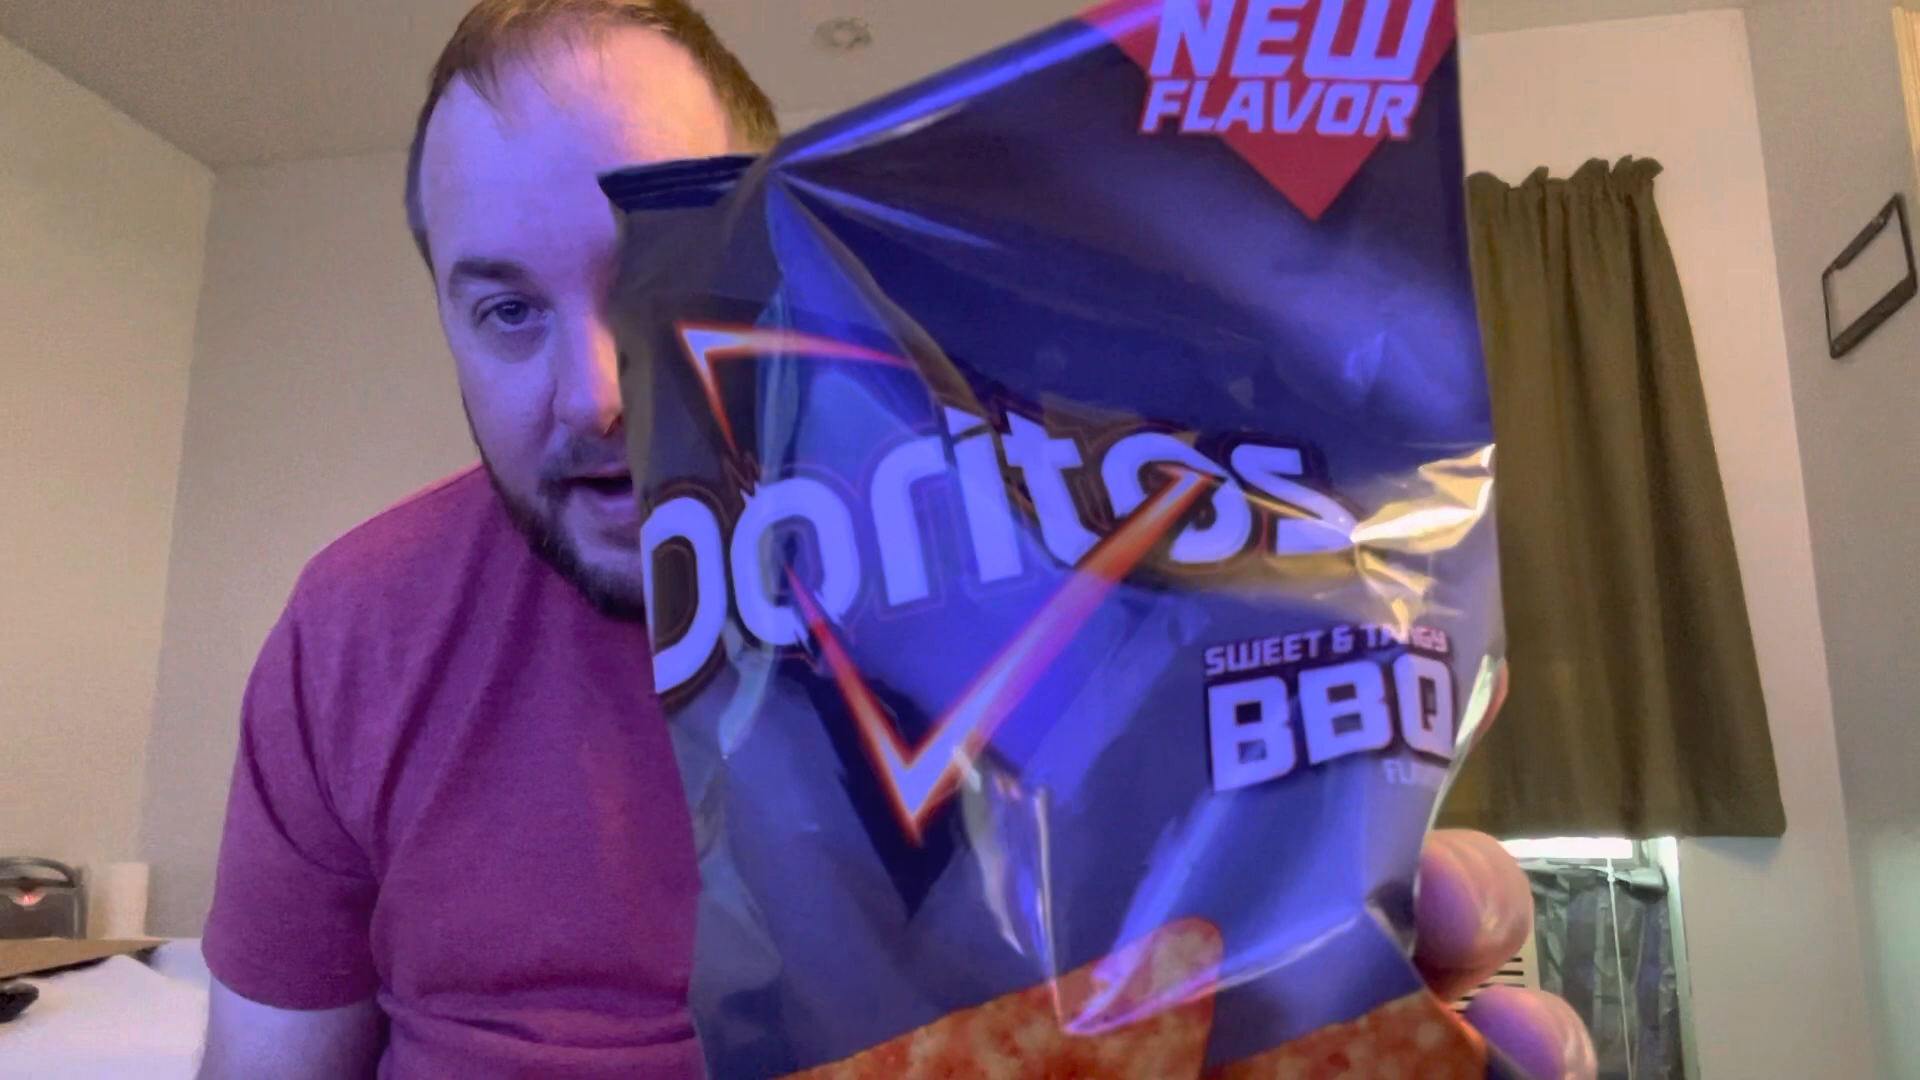 NEW
FLAVOR
Doritos
SWEET & TANGY
BBQ